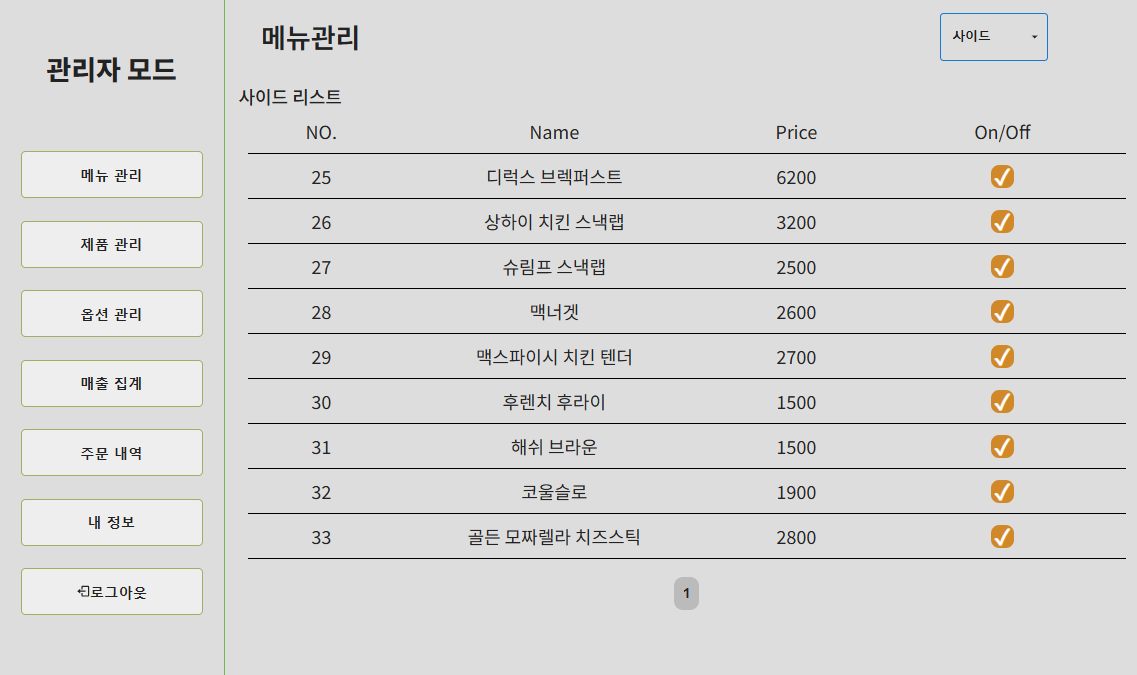 관리자 모드
메뉴 관리
제품 관리
옵션 관리
매출 집계
주문 내역
내 정보
로그아웃
메뉴관리
사이드
사이드 리스트
NO. Name Price On/Off
25 디럭스 브렉퍼스트 6200
26 상하이 치킨 스낵랩 3200
27 슈림프 스낵랩 2500
28 맥너겟 2600
29 맥스파이시 치킨 텐더 2700
30 후렌치 후라이 1500
31 해쉬 브라운 1500
32 코울슬로 1900
33 골든 모짜렐라 치즈스틱 2800
1